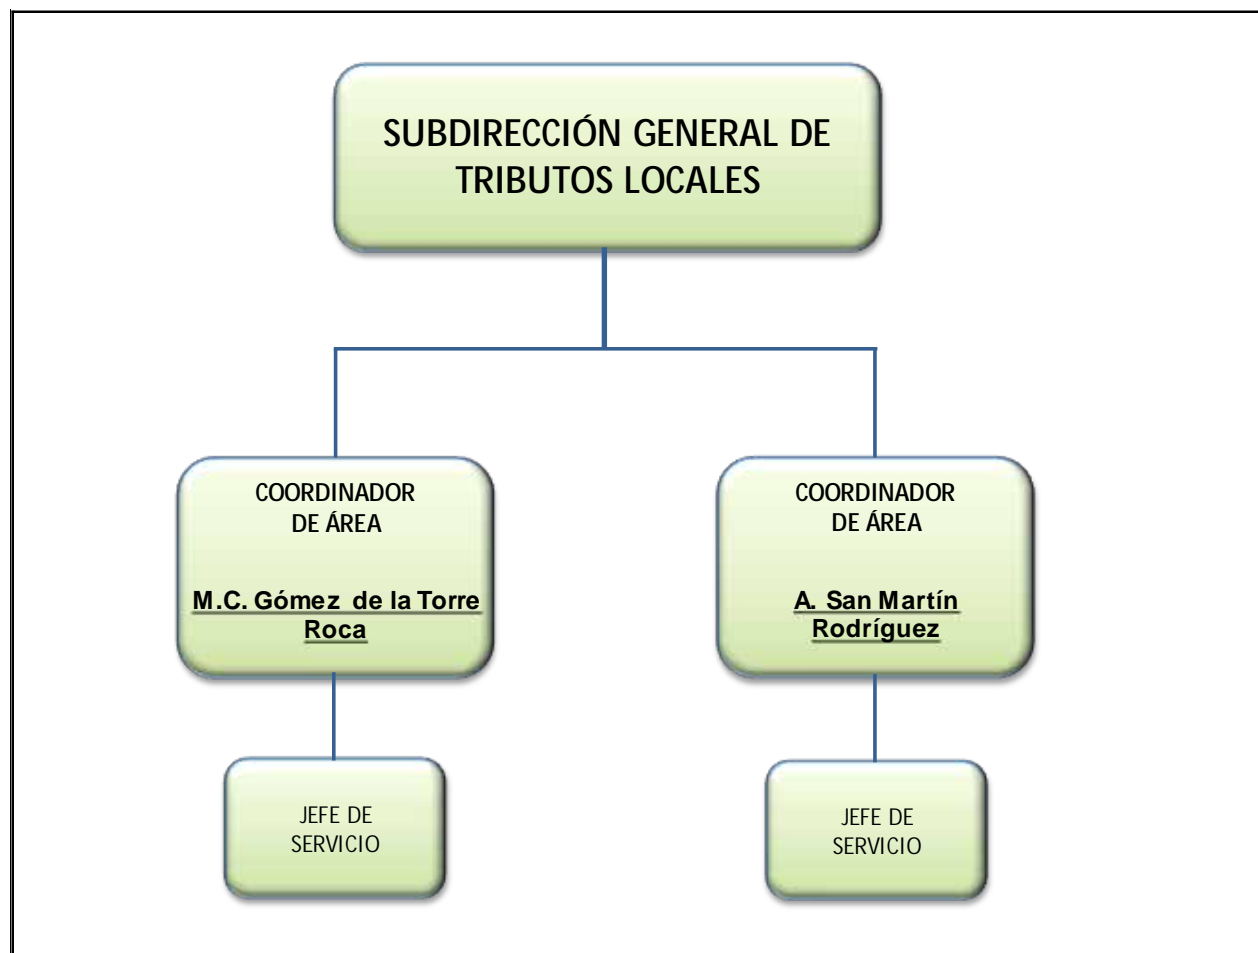 SUBDIRECCIÓN GENERAL DE
TRIBUTOS LOCALES
COORDINADOR
DE ÁREA
M.C. Gómez de la Torre
Roca
COORDINADOR
DE ÁREA
A. San Martín
Rodríguez
JEFE DE
SERVICIO
JEFE DE
SERVICIO